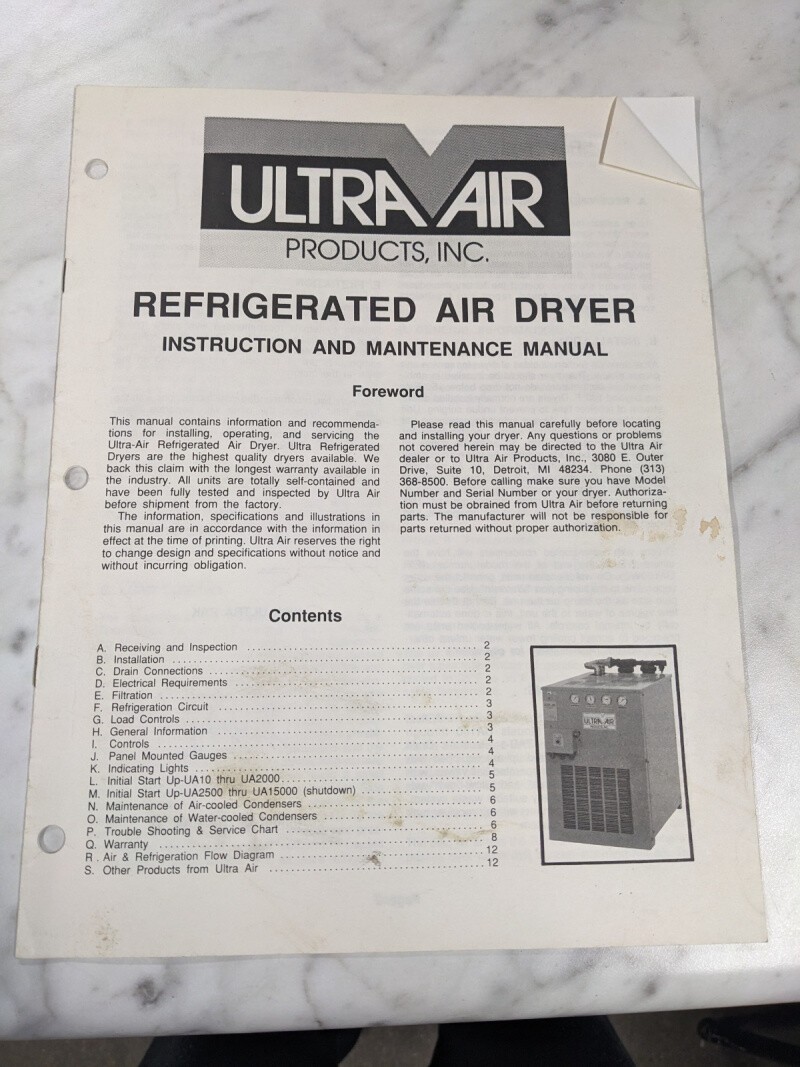 ULTRA AIR
PRODUCTS, INC.
REFRIGERATED AIR DRYER
INSTRUCTION AND MAINTENANCE MANUAL
Foreword
This manual contains information and recommenda-
tions for installing, operating, and servicing the
Ultra-Air Refrigerated Air Dryer. Ultra Refrigerated
Dryers are the highest quality dryers available. We
back this claim with the longest warranty available in
the industry. All units are totally self-contained and
have been fully tested and inspected by Ultra Air
before shipment from the factory.
The information, specifications and illustrations in
this manual are in accordance with the information in
effect at the time of printing. Ultra Air reserves the right
to change design and specifications without notice and
without incurring obligation.
Please read this manual carefully before locating
and installing your dryer. Any questions or problems
not covered herein may be directed to the Ultra Air
dealer or to Ultra Air Products, Inc., 3080 E. Outer
Drive, Suite 10, Detroit, MI 48234. Phone (313)
368-8500. Before calling make sure you have Model
Number and Serial Number or your dryer. Authoriza-
tion must be obrained from Ultra Air before returning
parts. The manufacturer will not be responsible for
parts returned without proper authorization.
Contents
A. Receiving and Inspection 2
B. Installation 2
C. Drain Connections 2
D. Electrical Requirements 2
E. Filtration 2
F. Refrigeration Circuit 3
G. Load Controls 3
H. General Information 3
I. Controls 4
J. Panel Mounted Gauges 4
K. Indicating Lights 4
L. Initial Start Up-UA10 thru UA2000 5
M. Initial Start Up-UA2500 thru UA15000 (shutdown) 5
N. Maintenance of Air-cooled Condensers 6
O. Maintenance of Water-cooled Condensers 6
P. Trouble Shooting & Service Chart 6
Q. Warranty 8
R. Air & Refrigeration Flow Diagram 12
S. Other Products from Ultra Air 12
ULTRA AIR